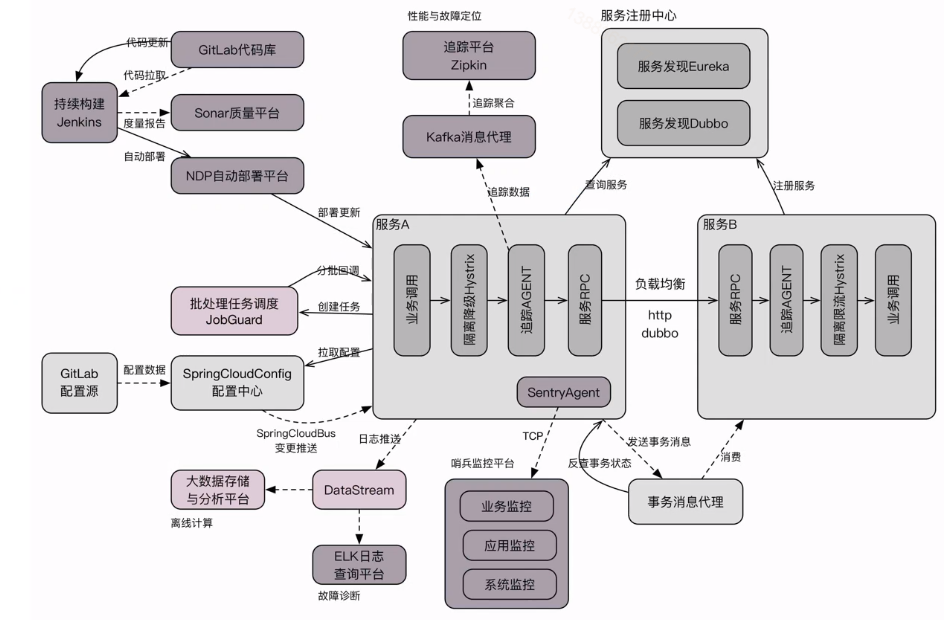 性能与故障定位
服务注册中心
代码更新
GitLab代码库
代码拉取
持续构建
Jenkins
度量报告
Sonar质量平台
自动部署
NDP自动部署平台
部署更新
追踪平台
Zipkin
追踪聚合
Kafka消息代理
追踪数据
服务发现Eureka
服务发现Dubbo
查询服务
注册服务
服务A
业务调用
隔离降级Hystrix
追踪AGENT
服务RPC
SentryAgent
负载均衡
http
dubbo
服务B
服务RPC
追踪AGENT
隔离限流Hystrix
业务调用
分批回调
批处理任务调度
JobGuard
创建任务
拉取配置
GitLab
配置源
配置数据
SpringCloudConfig
配置中心
SpringCloudBus
变更推送
日志推送
大数据存储
与分析平台
离线计算
DataStream
ELK日志
查询平台
故障诊断
TCP
哨兵监控平台
业务监控
应用监控
系统监控
反查事务状态
发送事务消息
消费
事务消息代理